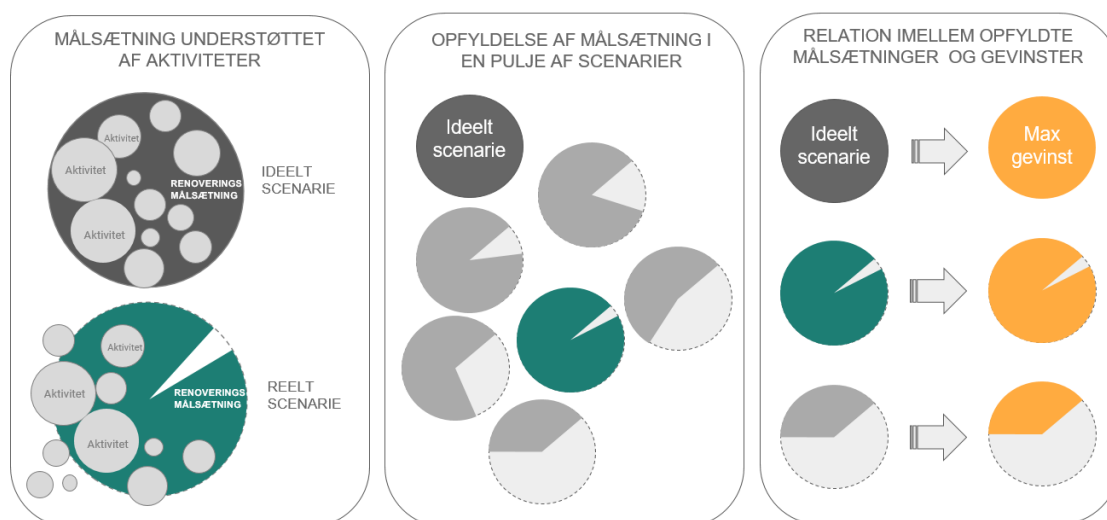 MÅLSÆTNING UNDERSTØTTET
AF AKTIVITETER
Aktivitet
Aktivitet
RENOVERINGS
MÅLSÆTNING
Aktivitet
IDEELT
SCENARIE
Aktivitet
Aktivitet
RENOVERINGS
MÅLSÆTNING
Aktivitet
REELT
SCENARIE
OPFYLDELSE AF MÅLSÆTNING I
EN PULJE AF SCENARIER
Ideelt
scenarie
RELATION IMELLEM OPFYLDTE
MÅLSÆTNINGER OG GEVINSTER
Ideelt
scenarie
Max
gevinst